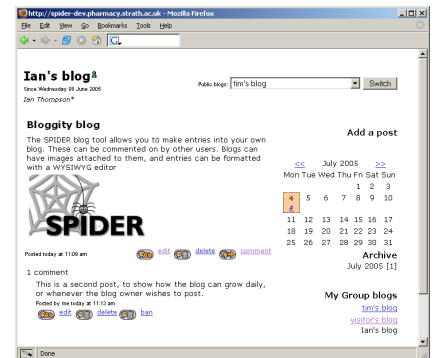 http://spider-dev.pharmacy.strath.ac.uk - Mozilla Firefox
File Edit View Go Bookmarks Tools Help
G
Ian's blog
Since Wednesday 08 June 2005
Ian Thompson*
Public blogs: tim's blog Switch
Bloggity blog
The SPIDER blog tool allows you to make entries into your own
blog. These can be commented on by other users. Blogs can
have images attached to them, and entries can be formatted
with a WYSIWYG editor
SPIDER
Posted today at 11:09 am edit delete comment
1 comment
This is a second post, to show how the blog can grow daily,
or whenever the blog owner wishes to post.
Posted by me today at 11:13 am
edit delete ban
Add a post
<< July 2005 >>
Mon Tue Wed Thu Fri Sat Sun
1 2 3
4 5 6 7 8 9 10
#
11 12 13 14 15 16 17
18 19 20 21 22 23 24
25 26 27 28 29 30 31
Archive
July 2005 [1]
My Group blogs
tim's blog
visitor's blog
Ian's blog
Done